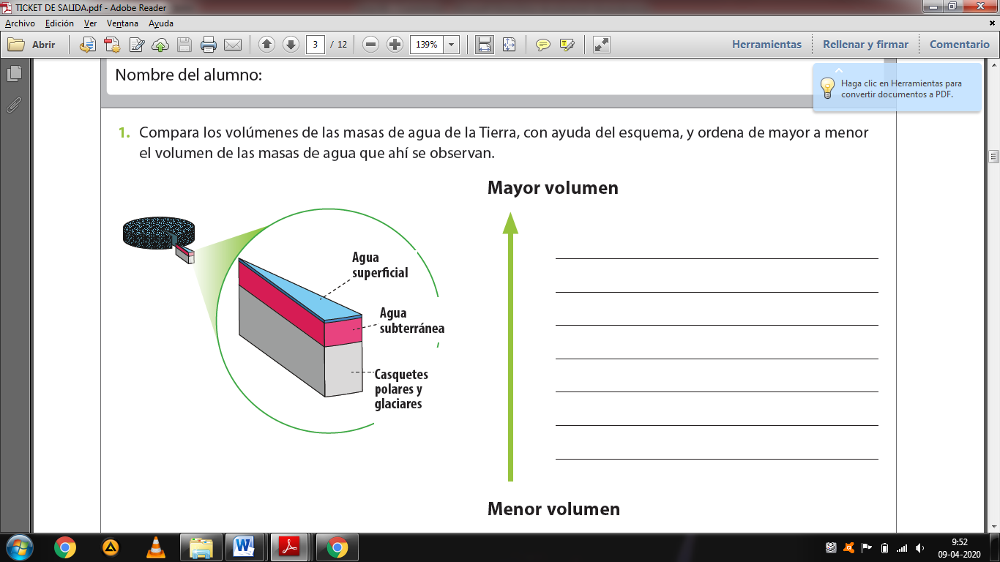 TICKET DE SALIDA.pdf - Adobe Reader
Archivo Edición Ver Ventana Ayuda
Abrir 3 / 12 139% Herramientas Rellenar y firmar Comentario
Nombre del alumno:
Haga clic en Herramientas para
convertir documentos a PDF.
1. Compara los volúmenes de las masas de agua de la Tierra, con ayuda del esquema, y ordena de mayor a menor
el volumen de las masas de agua que ahí se observan.
Mayor volumen
Agua
superficial
Agua
subterránea
Casquetes
polares y
glaciares
Menor volumen
9:52
09-04-2020